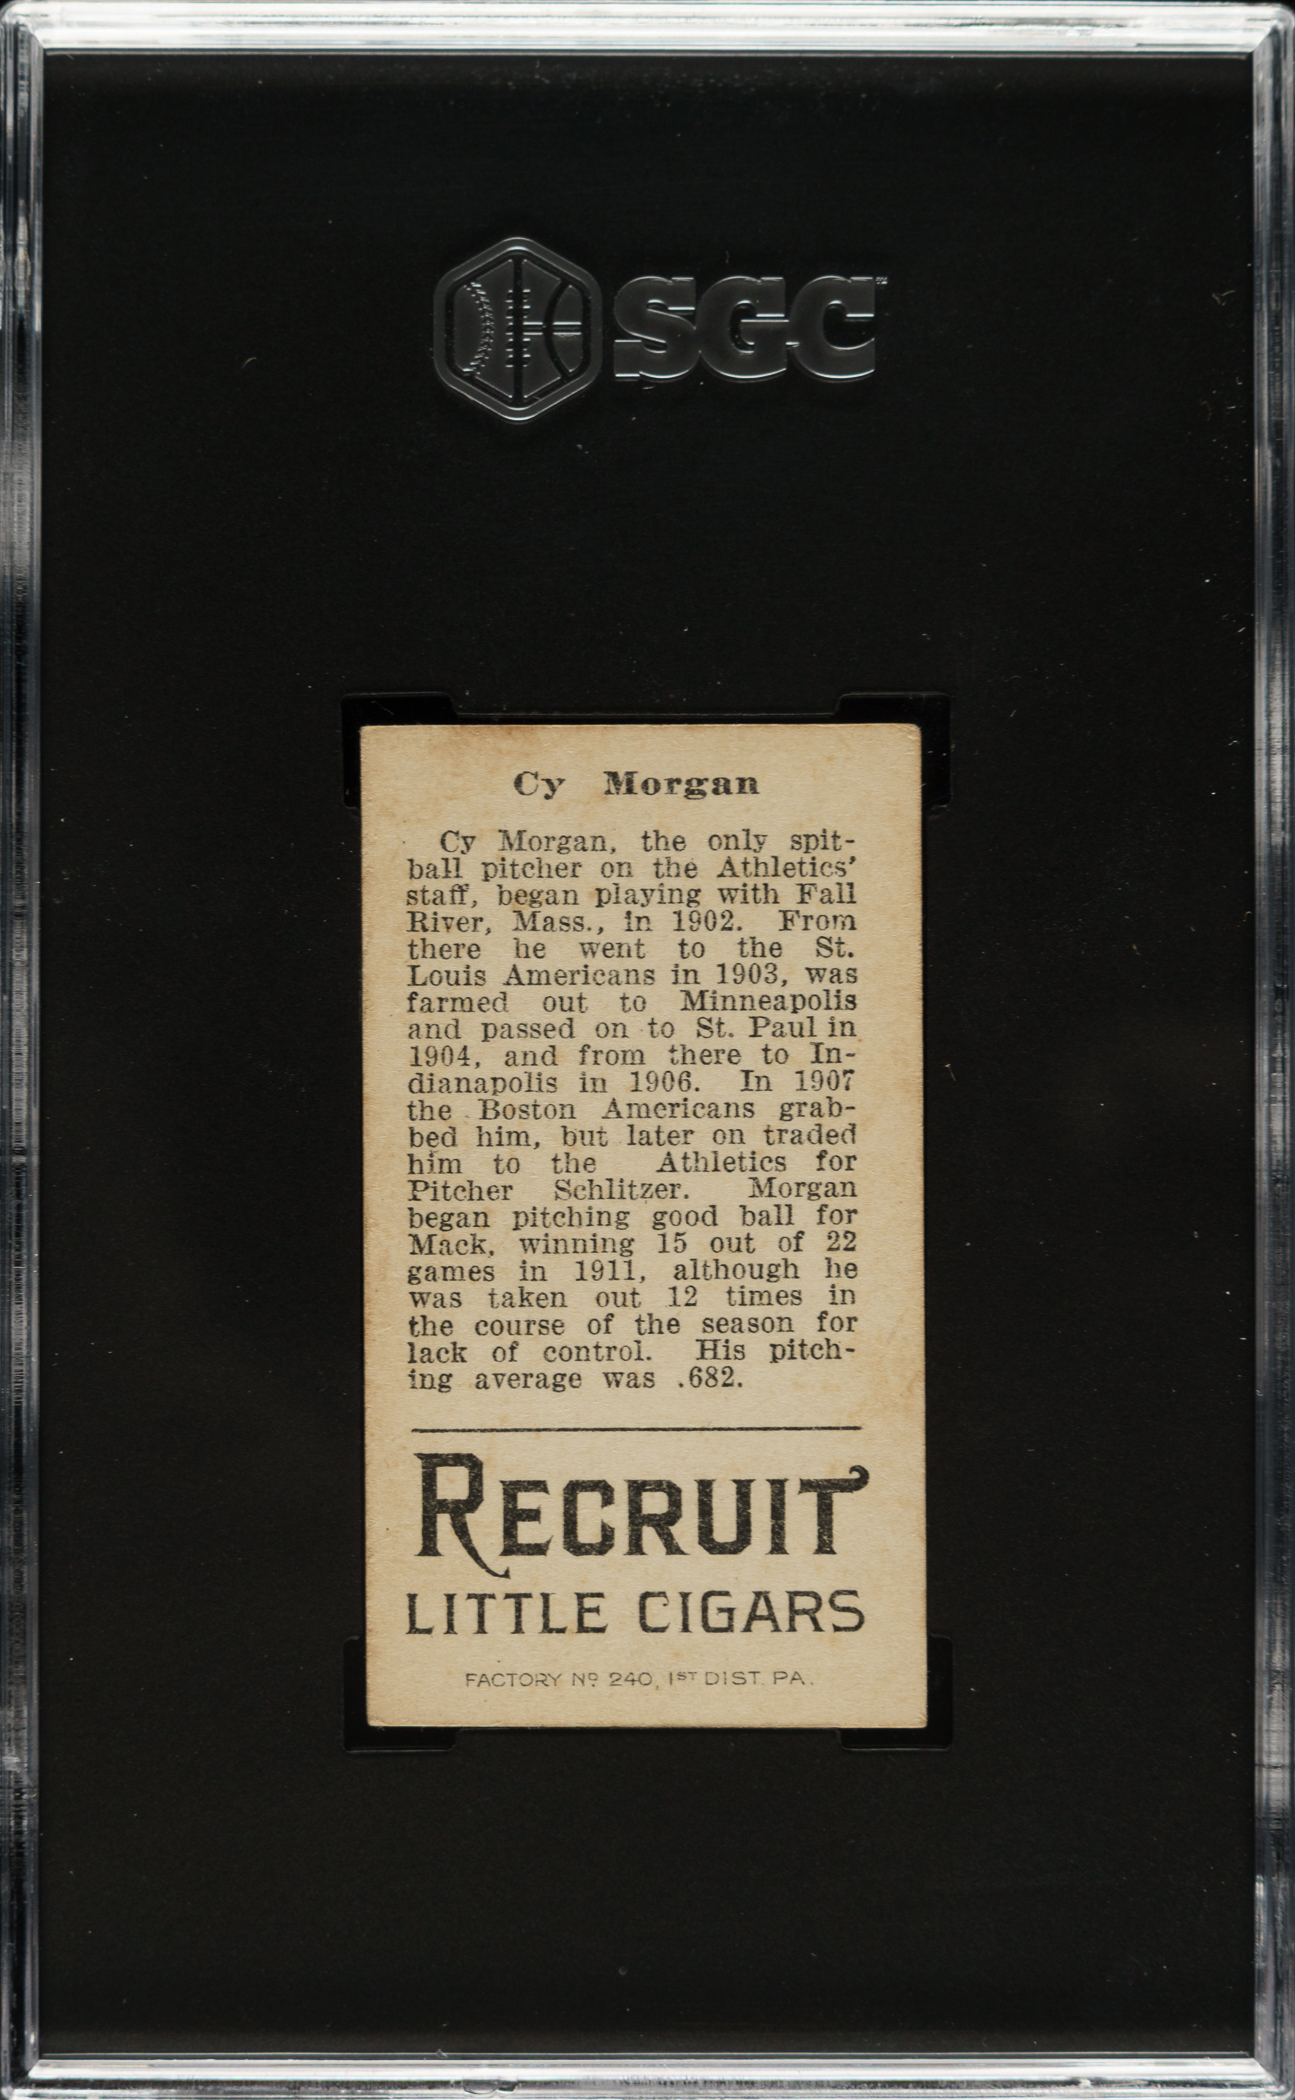 SGC™
Cy Morgan
Cy Morgan, the only spit-
ball pitcher on the Athletics'
staff, began playing with Fall
River, Mass., in 1902. From
there he went to the St.
Louis Americans in 1903, was
farmed out to Minneapolis
and passed on to St. Paul in
1904, and from there to In-
dianapolis in 1906. In 1907
the Boston Americans grab-
bed him, but later on traded
him to the Athletics for
Pitcher Schlitzer. Morgan
began pitching good ball for
Mack, winning 15 out of 22
games in 1911, although he
was taken out 12 times in
the course of the season for
lack of control. His pitch-
ing average was .682.
RECRUIT
LITTLE CIGARS
FACTORY Nº 240, 1ST DIST. PA.